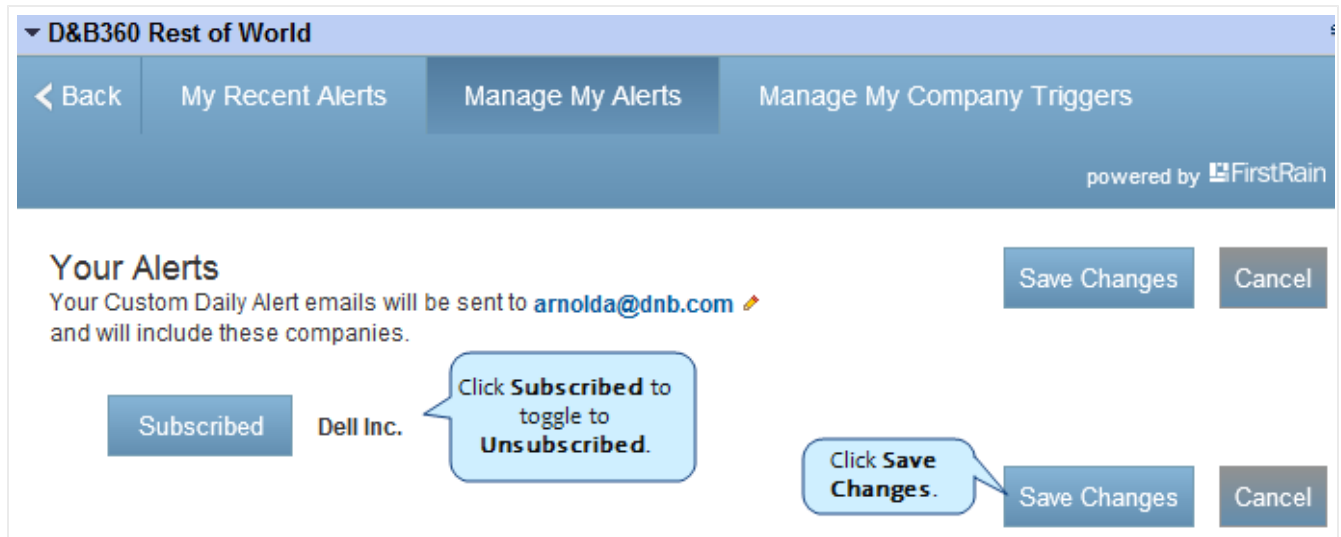 D&B360 Rest of World
Back My Recent Alerts Manage My Alerts Manage My Company Triggers
powered by FirstRain
Your Alerts
Save Changes Cancel
Your Custom Daily Alert emails will be sent to arnolda@dnb.com
and will include these companies.
Subscribed Dell Inc.
Click Subscribed to
toggle to
Unsubscribed.
Click Save
Changes.
Save Changes Cancel